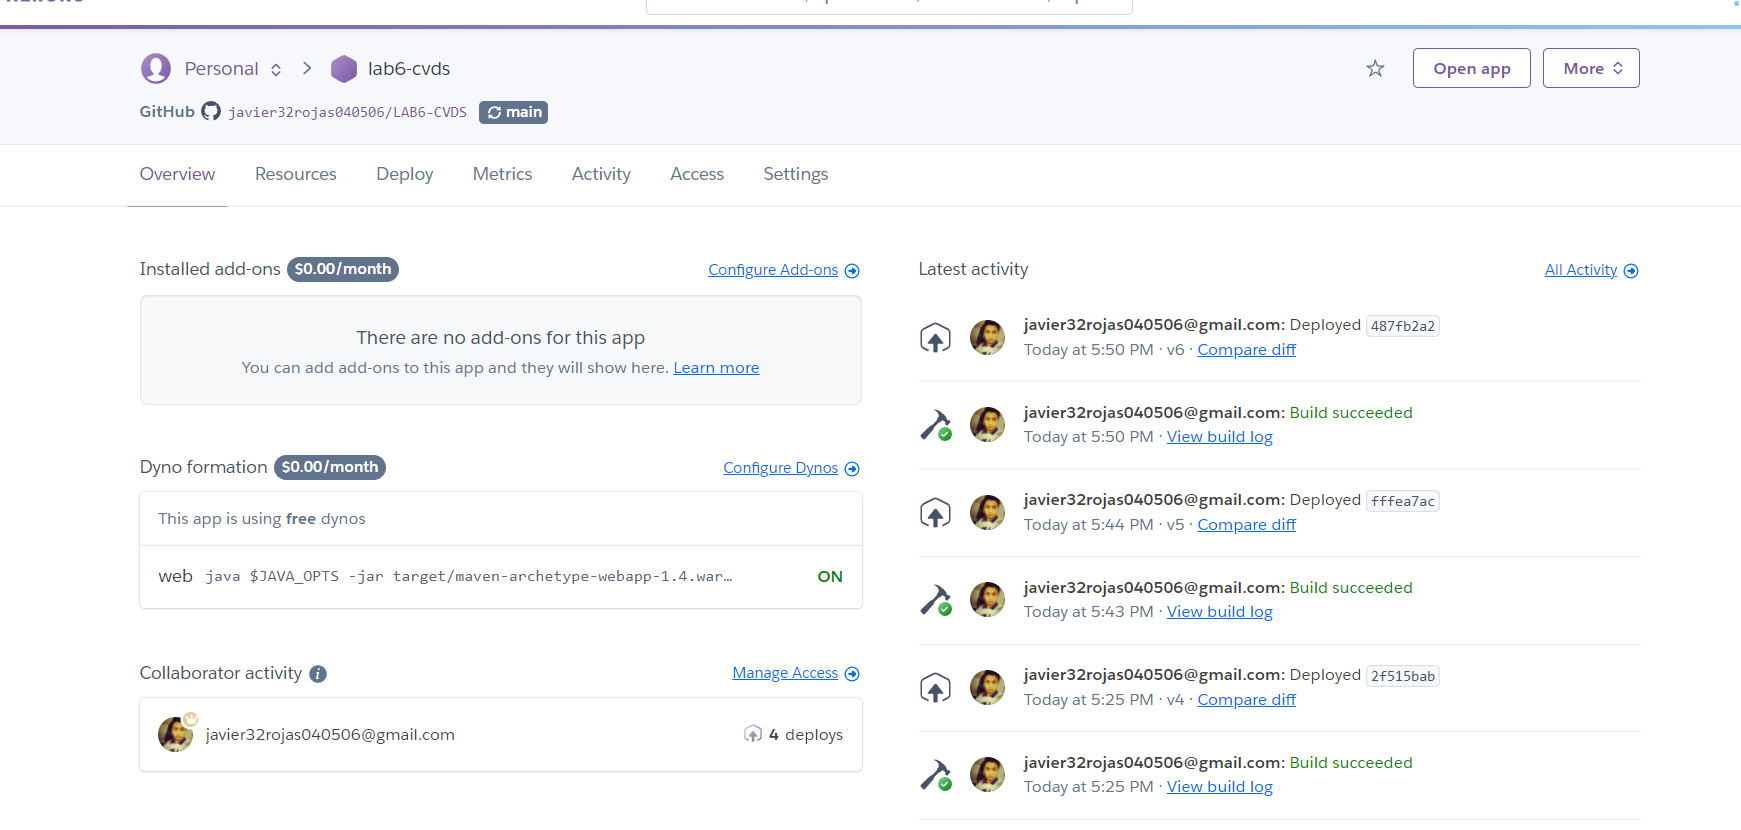 Personal > lab6-cvds
Open app
More
GitHub javier32rojas040506/LAB6-CVDS main
Overview Resources Deploy Metrics Activity Access Settings
Installed add-ons $0.00/month
Configure Add-ons
There are no add-ons for this app
You can add add-ons to this app and they will show here. Learn more
Dyno formation $0.00/month
Configure Dynos
This app is using free dynos
web java $JAVA_OPTS -jar target/maven-archetype-webapp-1.4.war…
ON
Collaborator activity i
Manage Access
javier32rojas040506@gmail.com
4 deploys
Latest activity
All Activity
javier32rojas040506@gmail.com: Deployed 487fb2a2
Today at 5:50 PM · v6 · Compare diff
javier32rojas040506@gmail.com: Build succeeded
Today at 5:50 PM · View build log
javier32rojas040506@gmail.com: Deployed fffea7ac
Today at 5:44 PM · v5 · Compare diff
javier32rojas040506@gmail.com: Build succeeded
Today at 5:43 PM · View build log
javier32rojas040506@gmail.com: Deployed 2f515bab
Today at 5:25 PM · v4 · Compare diff
javier32rojas040506@gmail.com: Build succeeded
Today at 5:25 PM · View build log